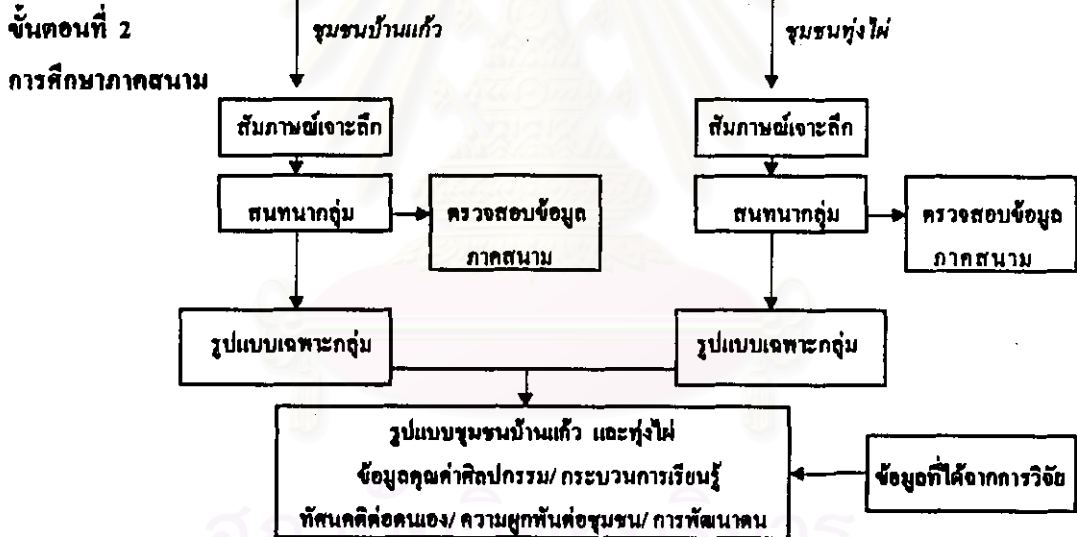 ขั้นตอนที่ 2
การศึกษาภาคสนาม
ชุมชนบ้านแก้ว
ชุมชนทุ่งไผ่
สัมภาษณ์เจาะลึก
สัมภาษณ์เจาะลึก
สนทนากลุ่ม
ตรวจสอบข้อมูล
ภาคสนาม
สนทนากลุ่ม
ตรวจสอบข้อมูล
ภาคสนาม
รูปแบบเฉพาะกลุ่ม
รูปแบบเฉพาะกลุ่ม
รูปแบบชุมชนบ้านแก้ว และทุ่งไผ่
ข้อมูลคุณค่าศิลปกรรม/ กระบวนการเรียนรู้
ทัศนคติต่อตนเอง/ ความผูกพันต่อชุมชน/ การพัฒนาตน
ข้อมูลที่ได้จากการวิจัย